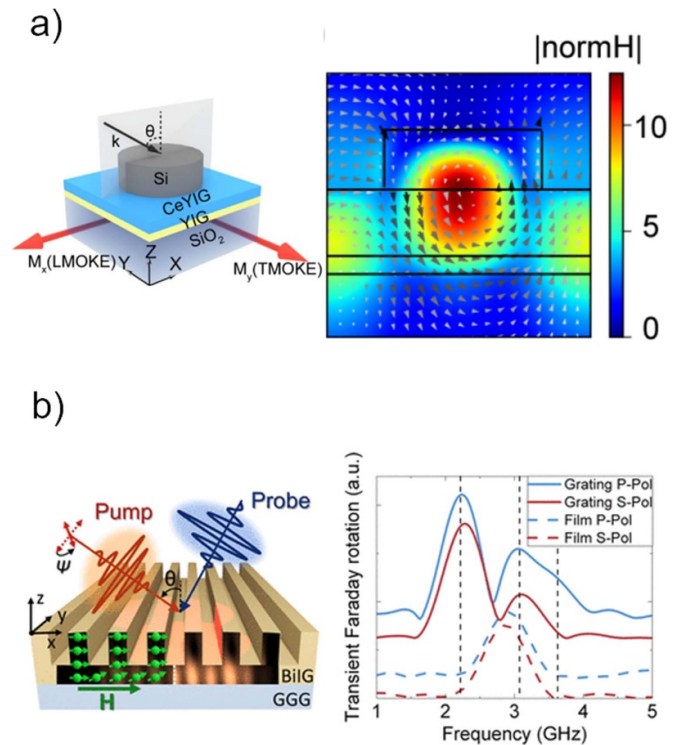 a)
|normH|
θ
k
Si
CeYIG
YIG
SiO₂
Z
Y
X
Mₓ(LMOKE)
Mᵧ(TMOKE)
10
5
0
b)
Pump
Probe
ψ
θ
z
y
x
H
BiIG
GGG
Transient Faraday rotation (a.u.)
Grating P-Pol
Grating S-Pol
Film P-Pol
Film S-Pol
1 2 3 4 5
Frequency (GHz)